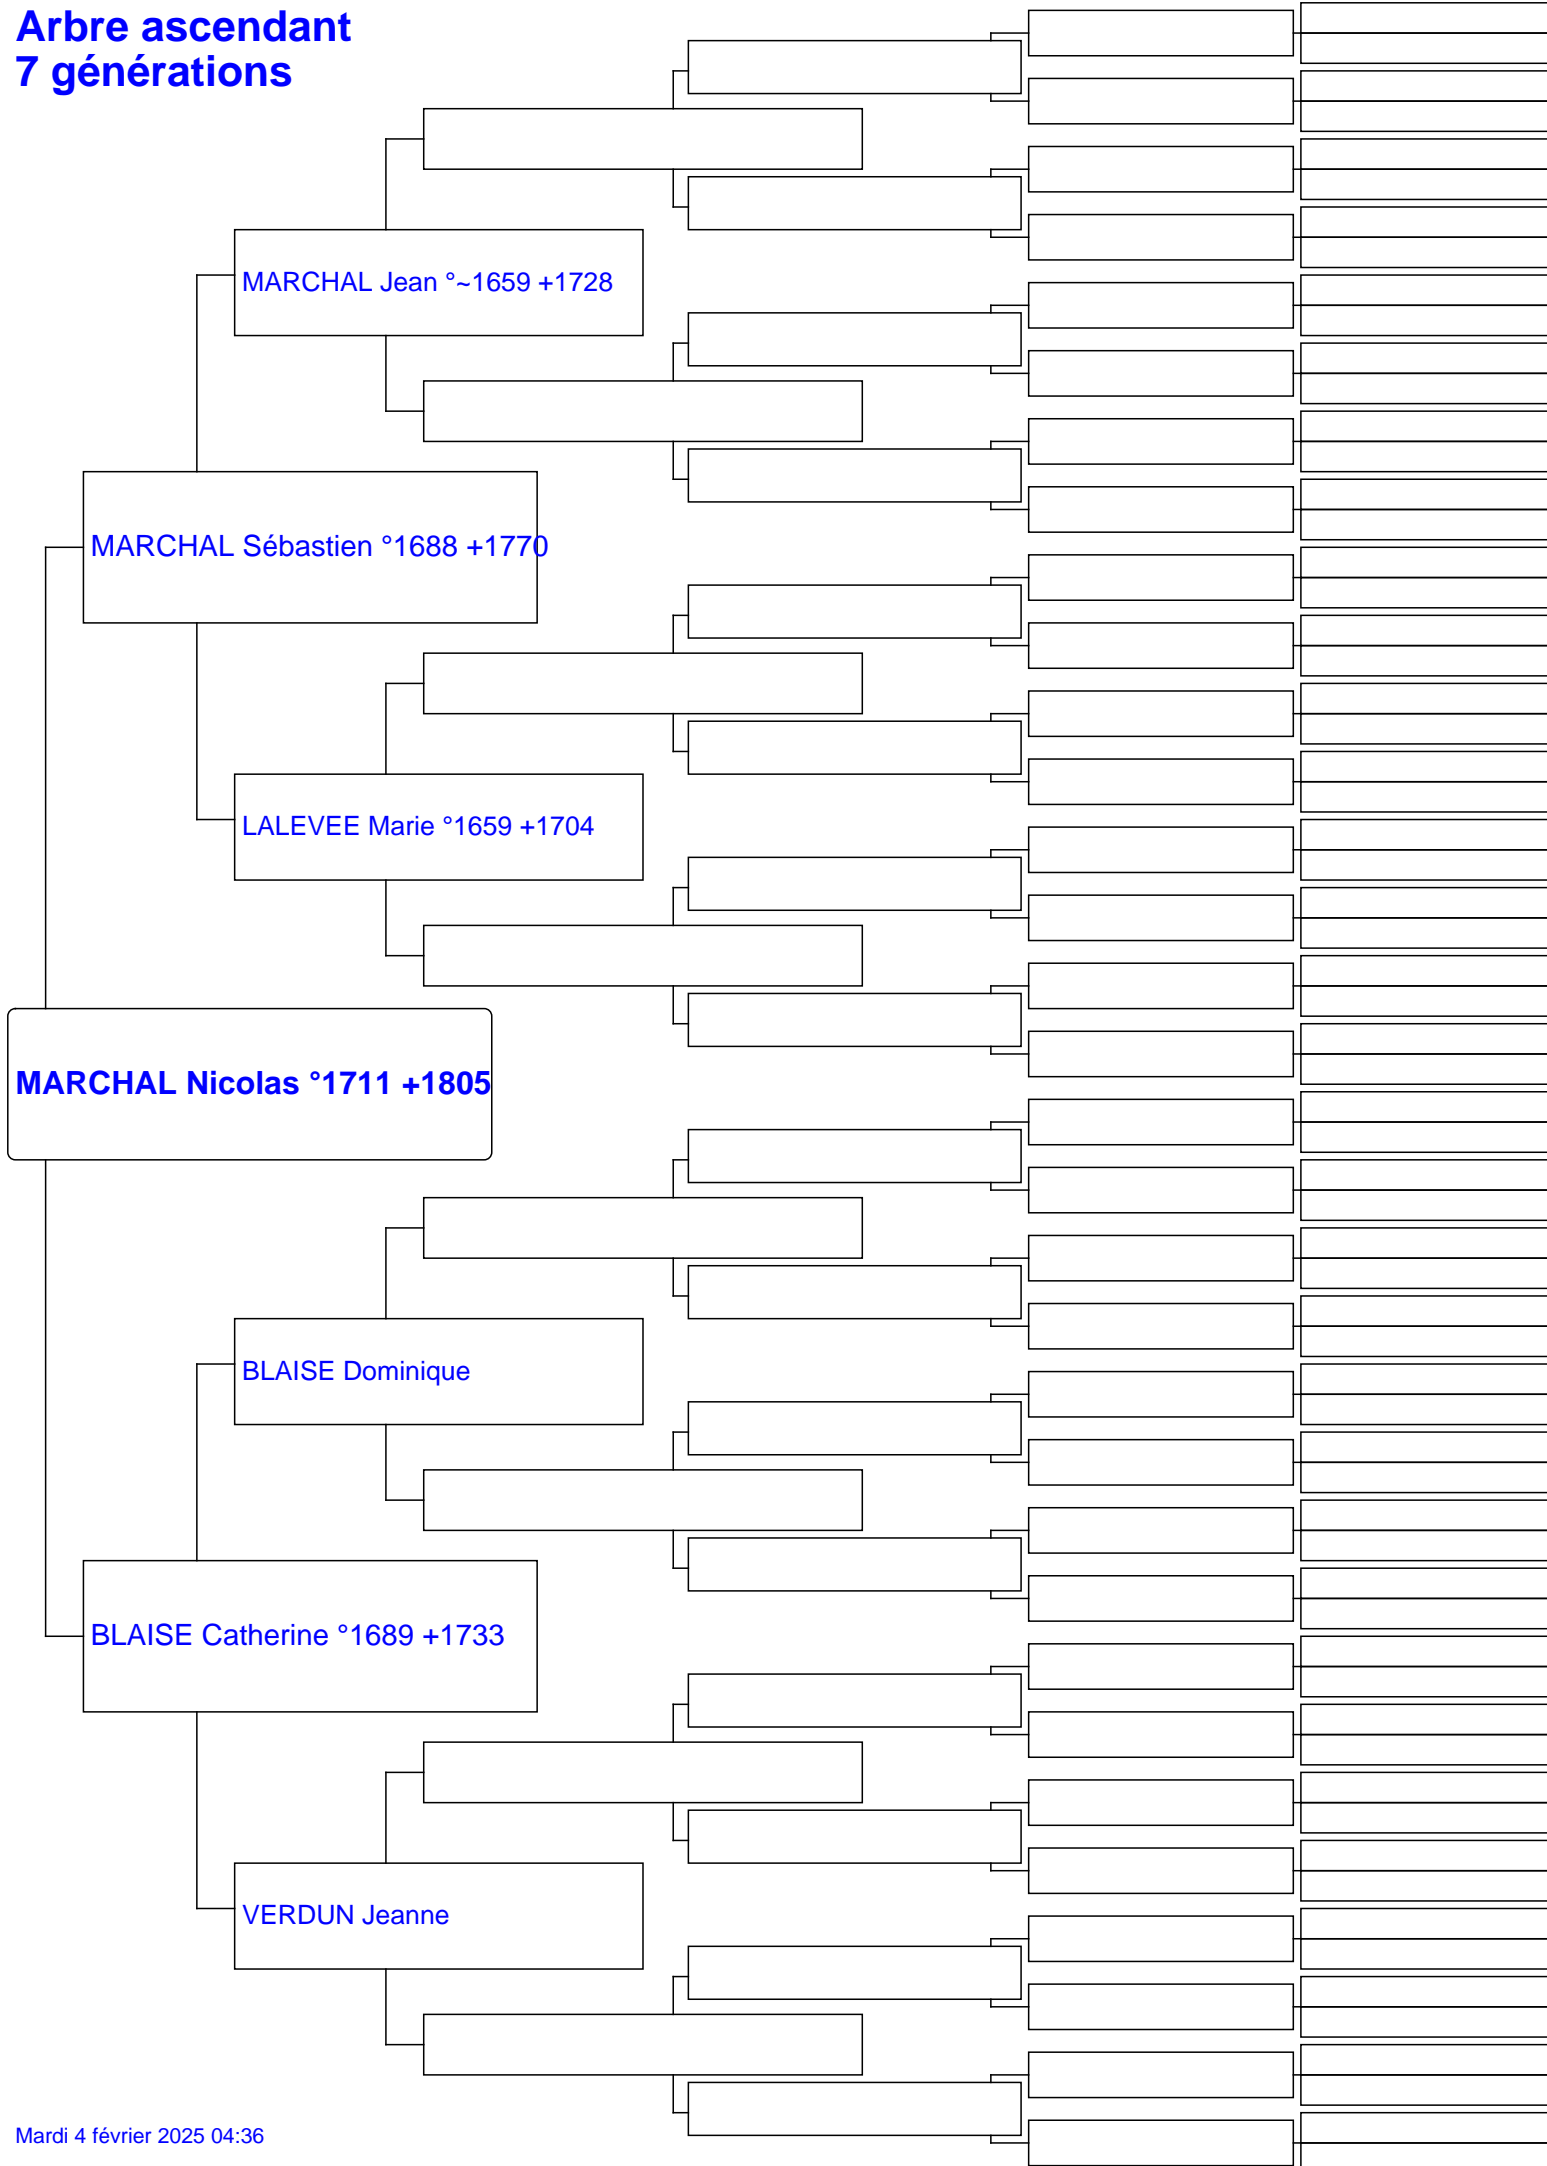 Arbre ascendant
7 générations
MARCHAL Jean °~1659 +1728
MARCHAL Sébastien °1688 +1770
LALEVEE Marie °1659 +1704
MARCHAL Nicolas °1711 +1805
BLAISE Dominique
BLAISE Catherine °1689 +1733
VERDUN Jeanne
Mardi 4 février 2025 04:36